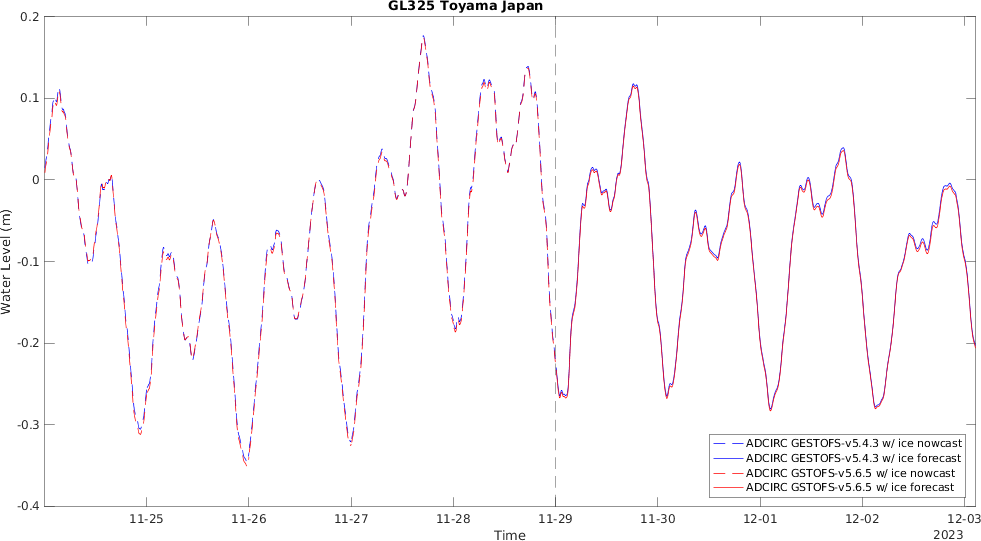 GL325 Toyama Japan
0.2
0.1
0
-0.1
-0.2
-0.3
-0.4
Water Level (m)
11-25
11-26
11-27
11-28
11-29
11-30
12-01
12-02
12-03
Time
2023
ADCIRC GESTOFS-v5.4.3 w/ ice nowcast
ADCIRC GESTOFS-v5.4.3 w/ ice forecast
ADCIRC GSTOFS-v5.6.5 w/ ice nowcast
ADCIRC GSTOFS-v5.6.5 w/ ice forecast